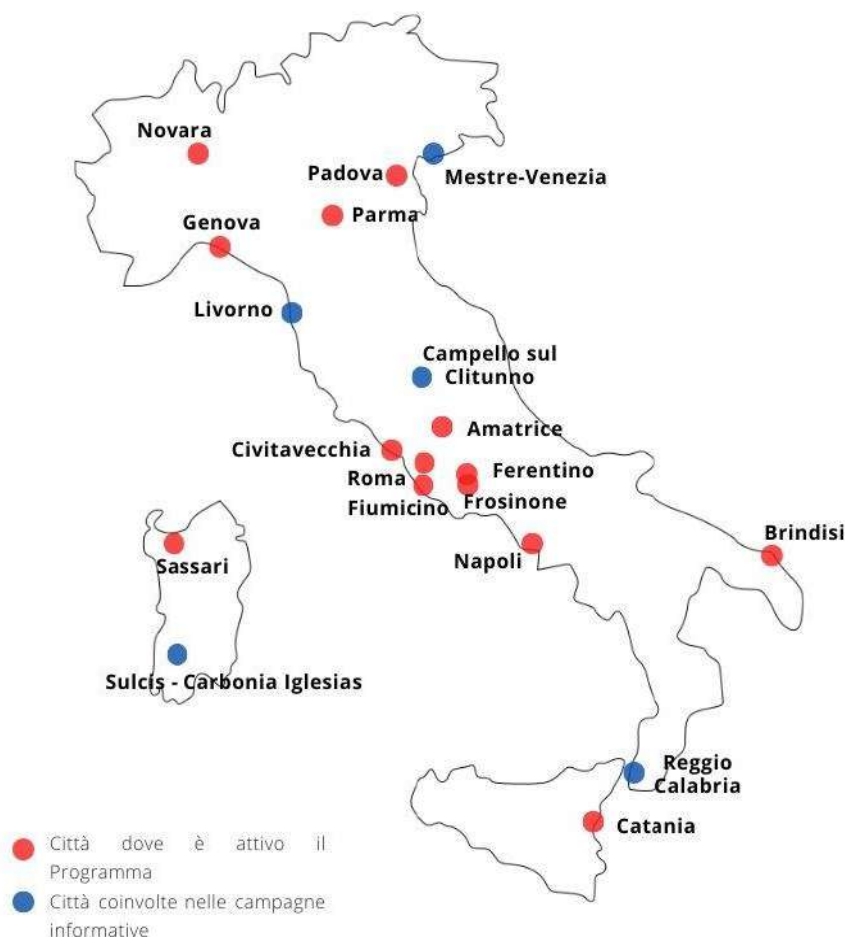 Novara
Padova
Mestre-Venezia
Parma
Genova
Livorno
Campello sul
Clitunno
Amatrice
Civitavecchia
Ferentino
Roma
Frosinone
Fiumicino
Brindisi
Napoli
Sassari
Sulcis - Carbonia Iglesias
Reggio
Calabria
Catania
Città dove è attivo il
Programma
Città coinvolte nelle campagne
informative